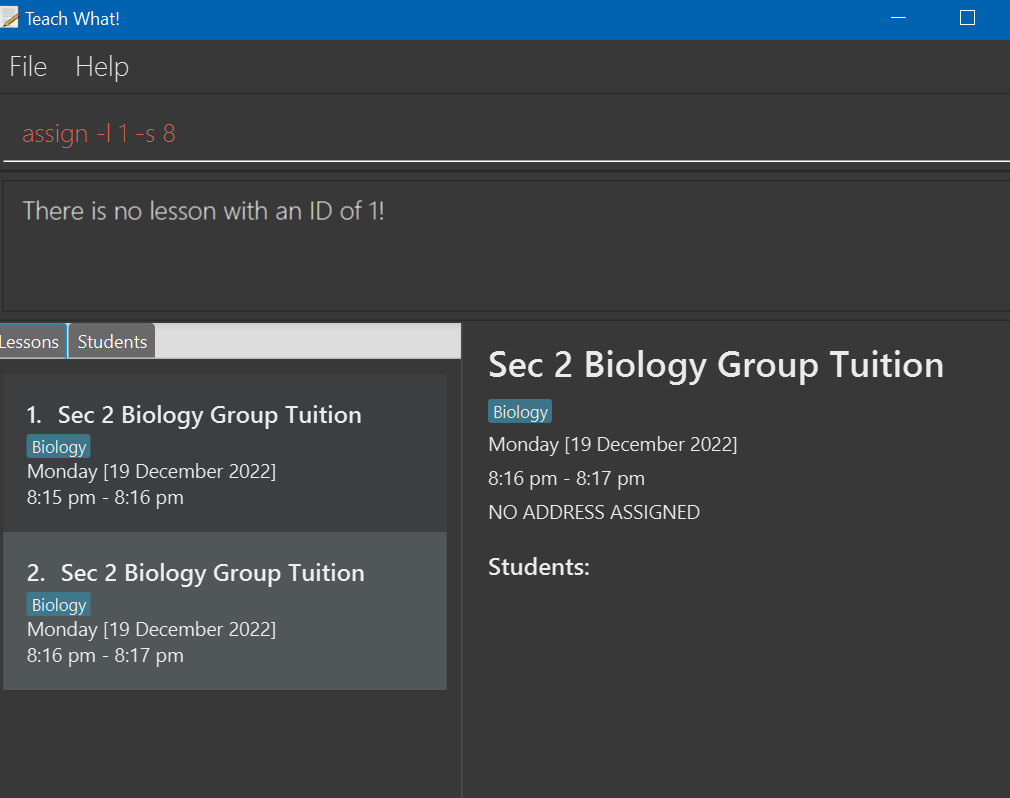 Teach What!
File Help
assign -l 1 -s 8
There is no lesson with an ID of 1!
Lessons Students
1. Sec 2 Biology Group Tuition
Biology
Monday [19 December 2022]
8:15 pm - 8:16 pm
2. Sec 2 Biology Group Tuition
Biology
Monday [19 December 2022]
8:16 pm - 8:17 pm
Sec 2 Biology Group Tuition
Biology
Monday [19 December 2022]
8:16 pm - 8:17 pm
NO ADDRESS ASSIGNED
Students: